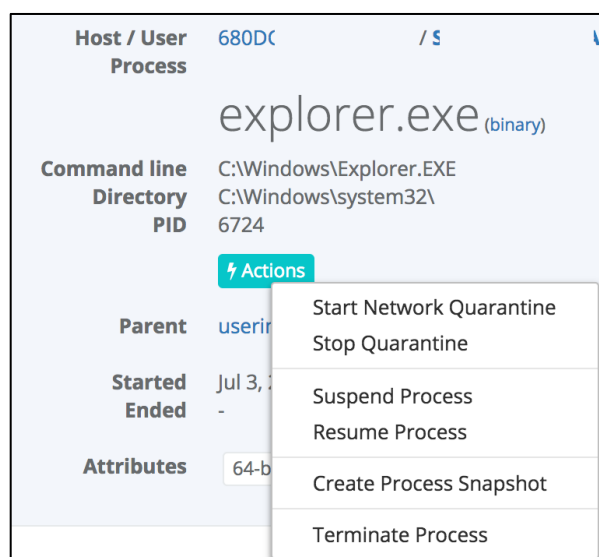 Host / User 680D /
Process
explorer.exe (binary)
Command line C:\Windows\Explorer.EXE
Directory C:\Windows\system32\
PID 6724
Actions
Start Network Quarantine
Stop Quarantine
Parent
Started Jul 3,
Suspend Process
Ended -
Resume Process
Attributes 64-b
Create Process Snapshot
Terminate Process